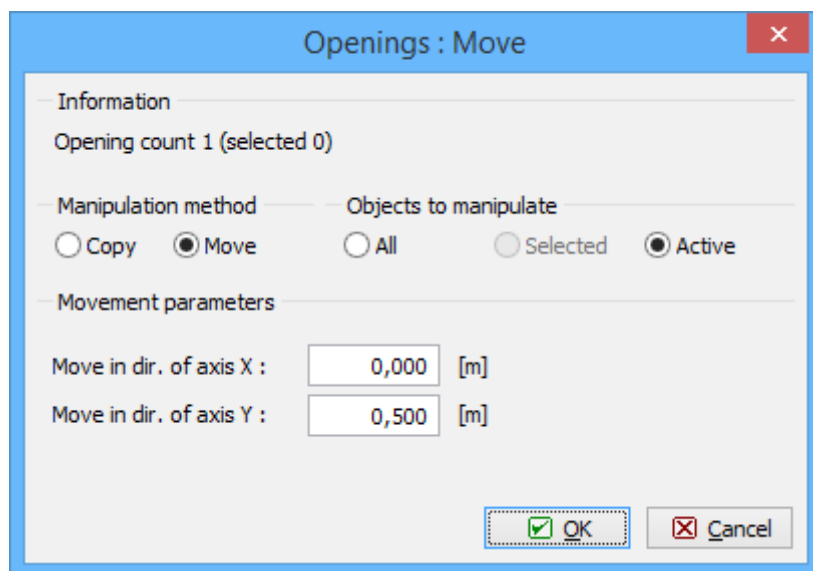 Openings : Move
Information
Opening count 1 (selected 0)
Manipulation method Objects to manipulate
Copy Move All Selected Active
Movement parameters
Move in dir. of axis X : 0,000 [m]
Move in dir. of axis Y : 0,500 [m]
OK Cancel